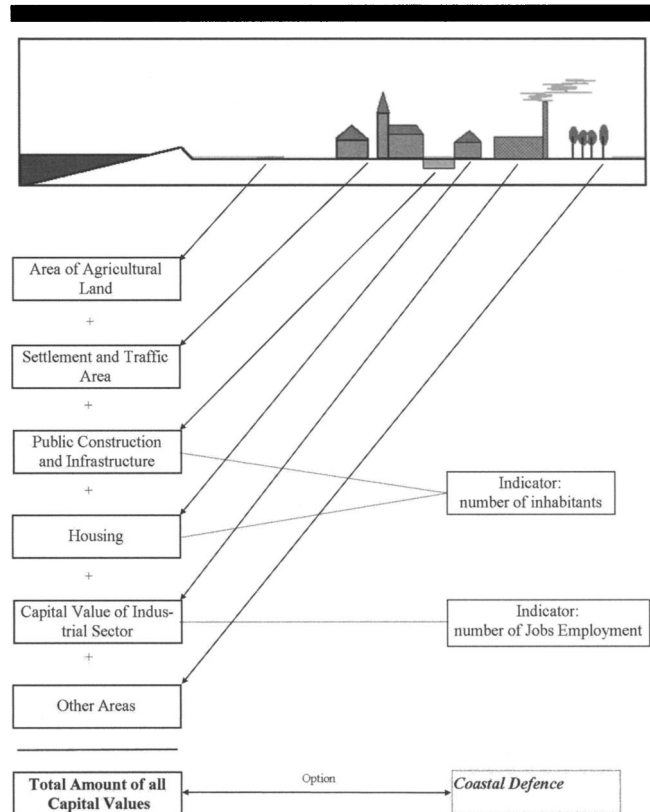 Area of Agricultural
Land
+
Settlement and Traffic
Area
+
Public Construction
and Infrastructure
+
Indicator:
number of inhabitants
Housing
+
Capital Value of Indus-
trial Sector
Indicator:
number of Jobs Employment
+
Other Areas
Total Amount of all
Capital Values
Option
Coastal Defence